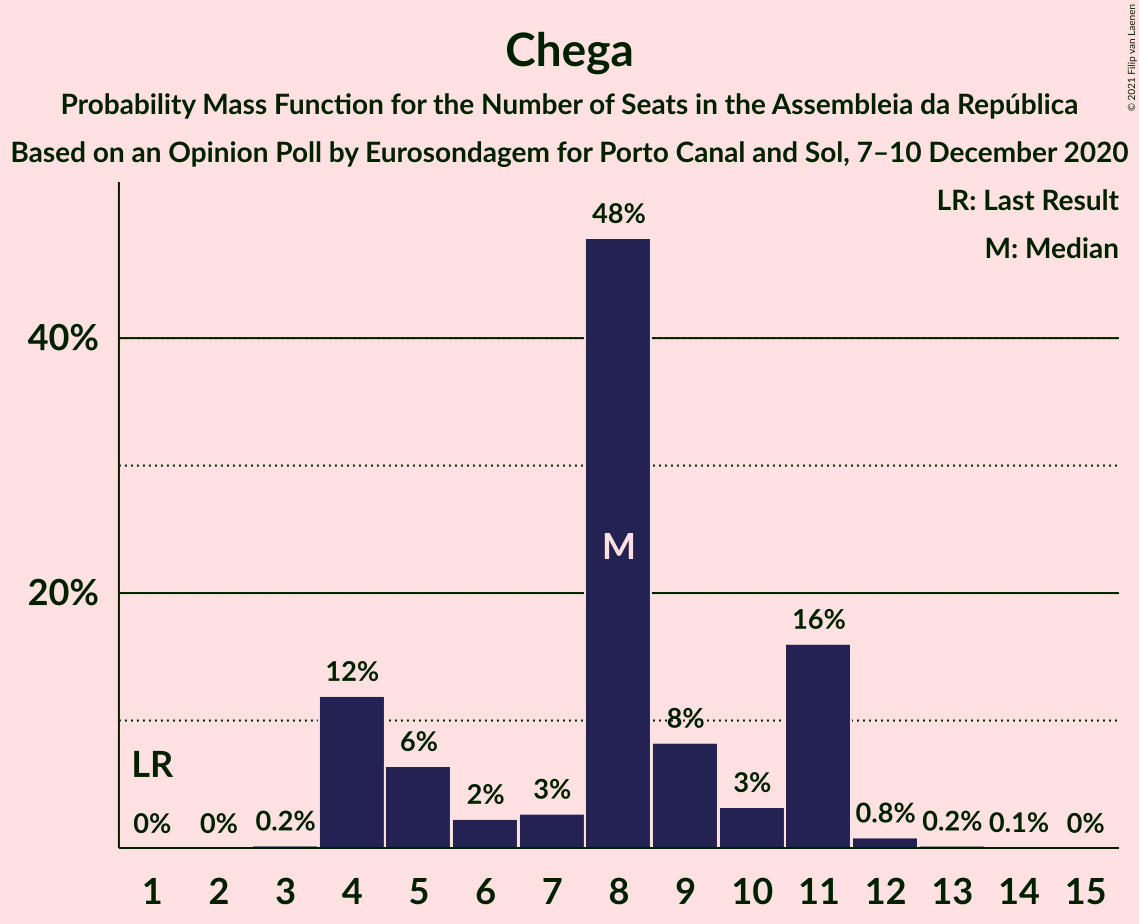 Chega
Probability Mass Function for the Number of Seats in the Assembleia da República
Based on an Opinion Poll by Eurosondagem for Porto Canal and Sol, 7–10 December 2020
© 2021 Filip van Laenen
LR: Last Result
M: Median
48%
40%
M
20%
16%
12%
8%
6%
LR
3%
2%
3%
0% 0% 0.2% 0.8% 0.2% 0.1% 0%
1 2 3 4 5 6 7 8 9 10 11 12 13 14 15